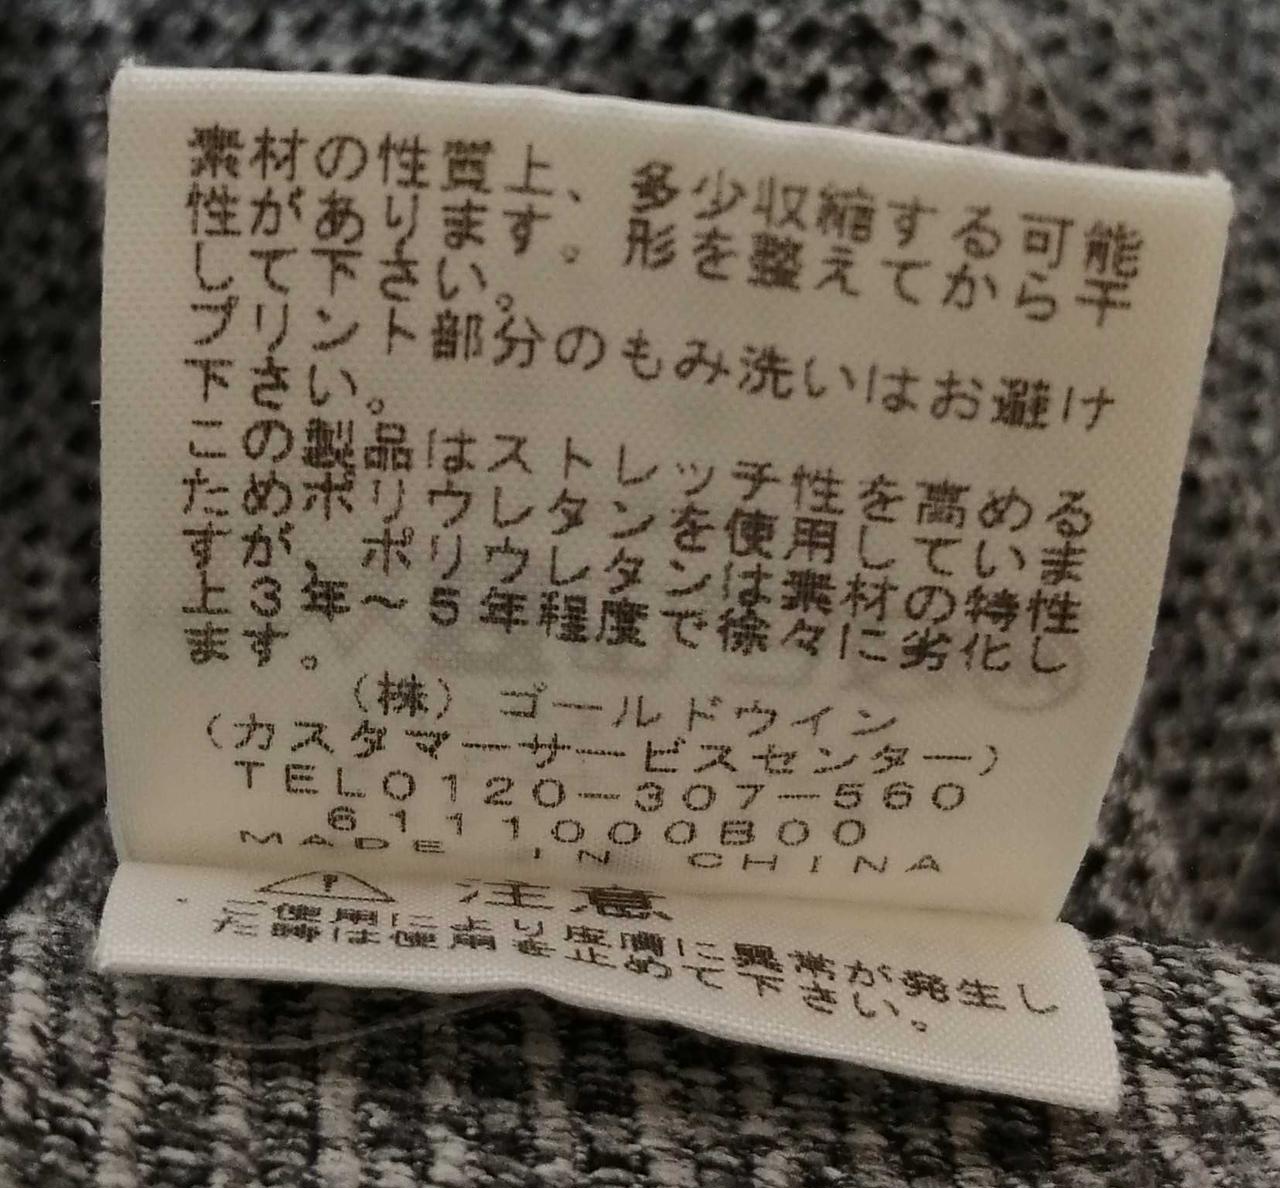 素材の性質上、多少収縮する可能
性があります。形を整えてから干
して下さい。
プリント部分のもみ洗いはお避け
下さい。
この製品はストレッチ性を高める
ためポリウレタンを使用していま
すが、ポリウレタンは素材の特性
上3年～5年程度で徐々に劣化し
ます。
(株)ゴールドウイン
(カスタマーサービスセンター)
TEL0120-307-560
6111000B00
MADE IN CHINA
注意
・ご使用により皮膚に異常が発生し
た時は使用を止めて下さい。